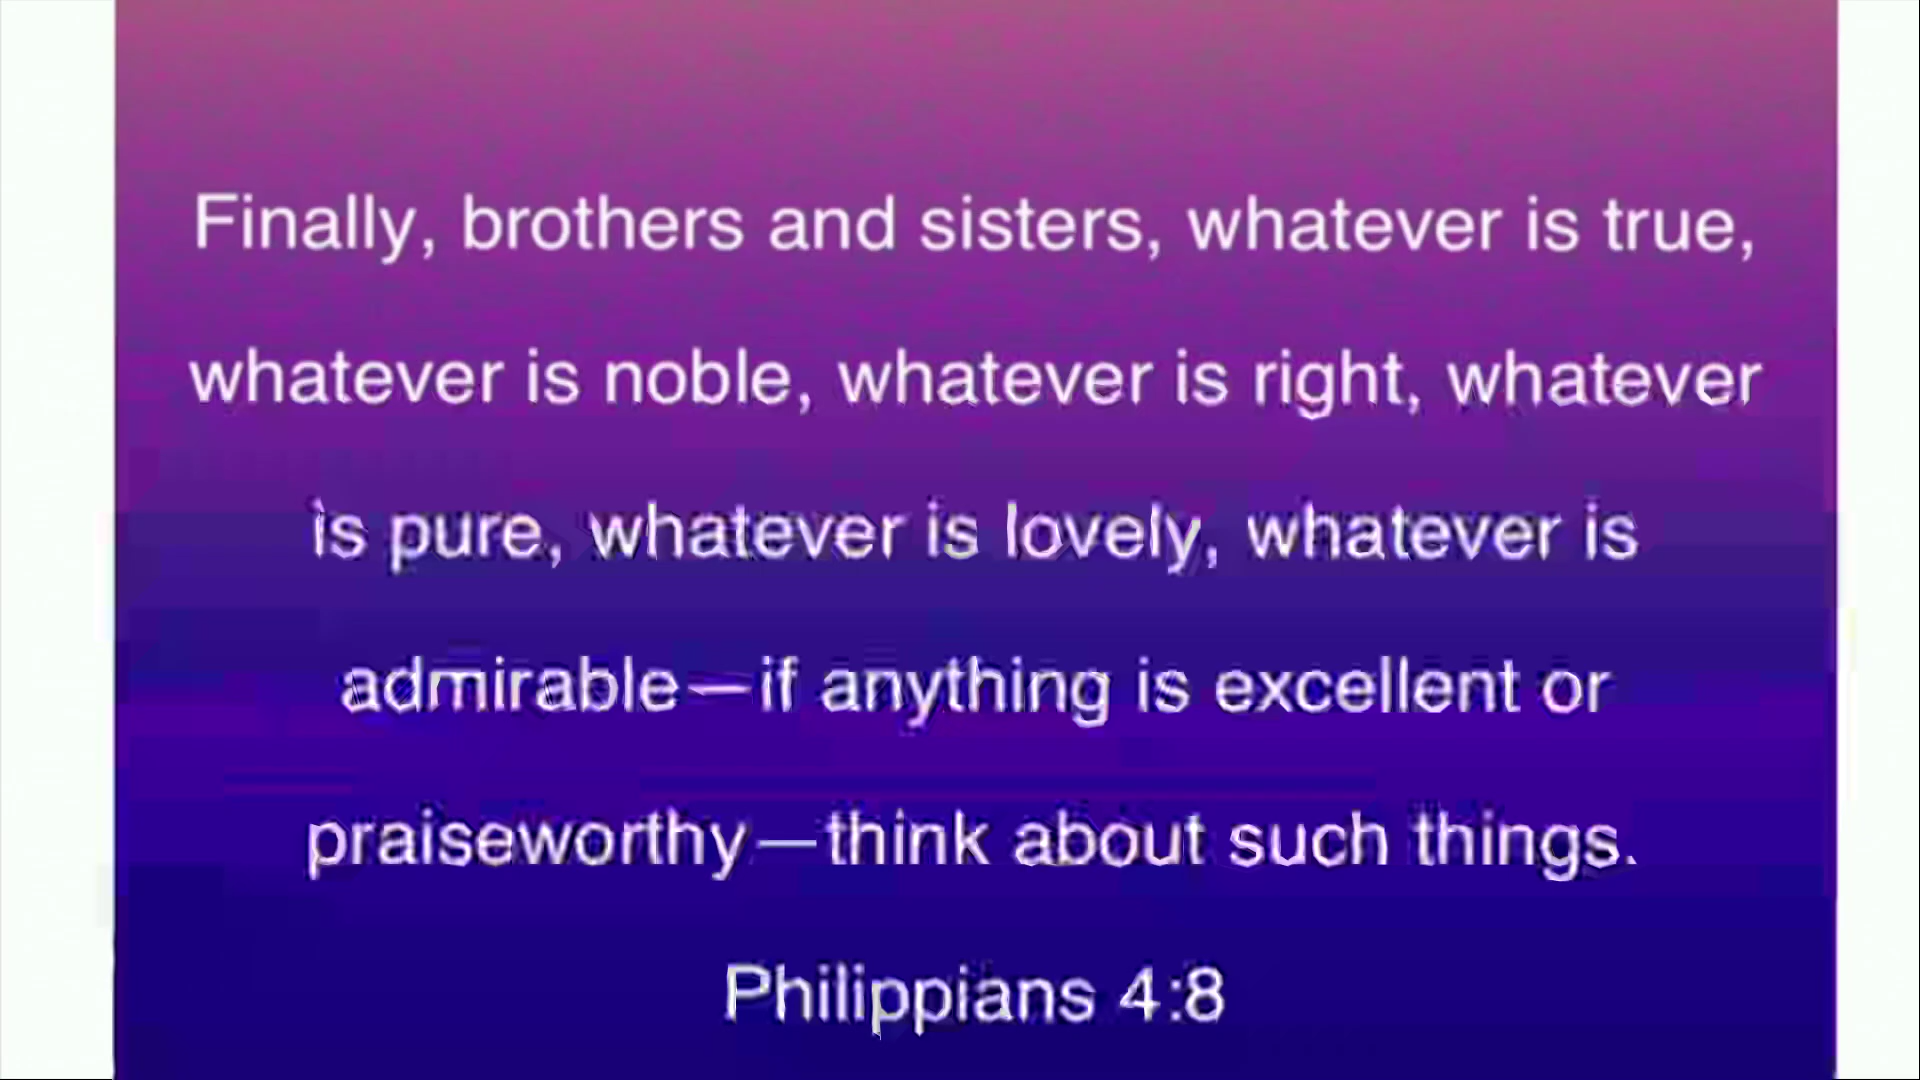 Finally, brothers and sisters, whatever is true,
whatever is noble, whatever is right, whatever
is pure, whatever is lovely, whatever is
admirable—if anything is excellent or
praiseworthy—think about such things.
Philippians 4:8